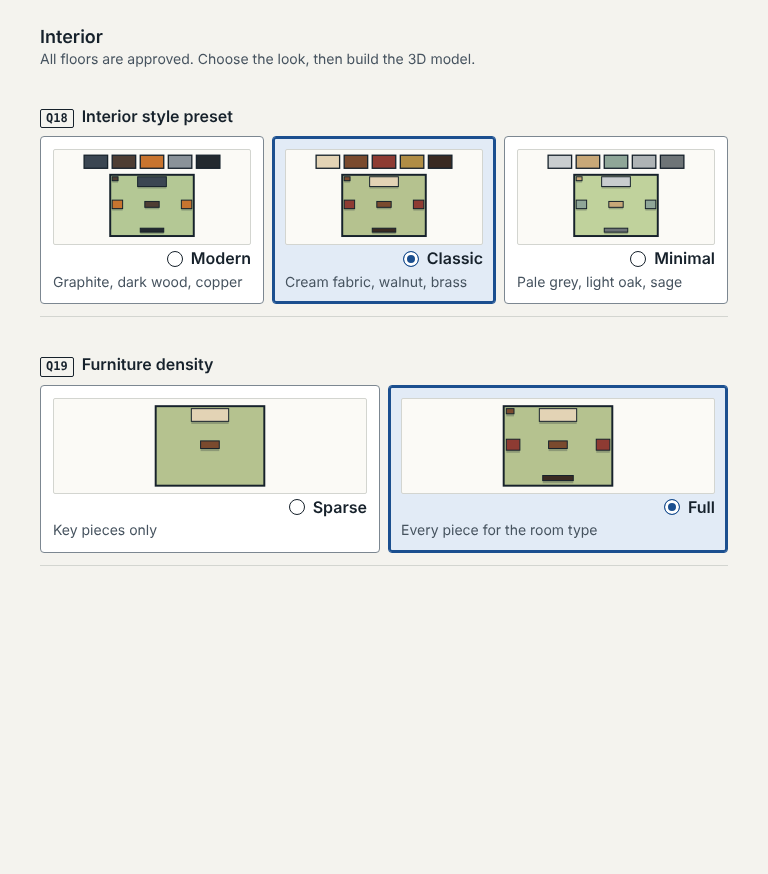 Interior
All floors are approved. Choose the look, then build the 3D model.
Q18 Interior style preset
Modern
Graphite, dark wood, copper
Classic
Cream fabric, walnut, brass
Minimal
Pale grey, light oak, sage
Q19 Furniture density
Sparse
Key pieces only
Full
Every piece for the room type